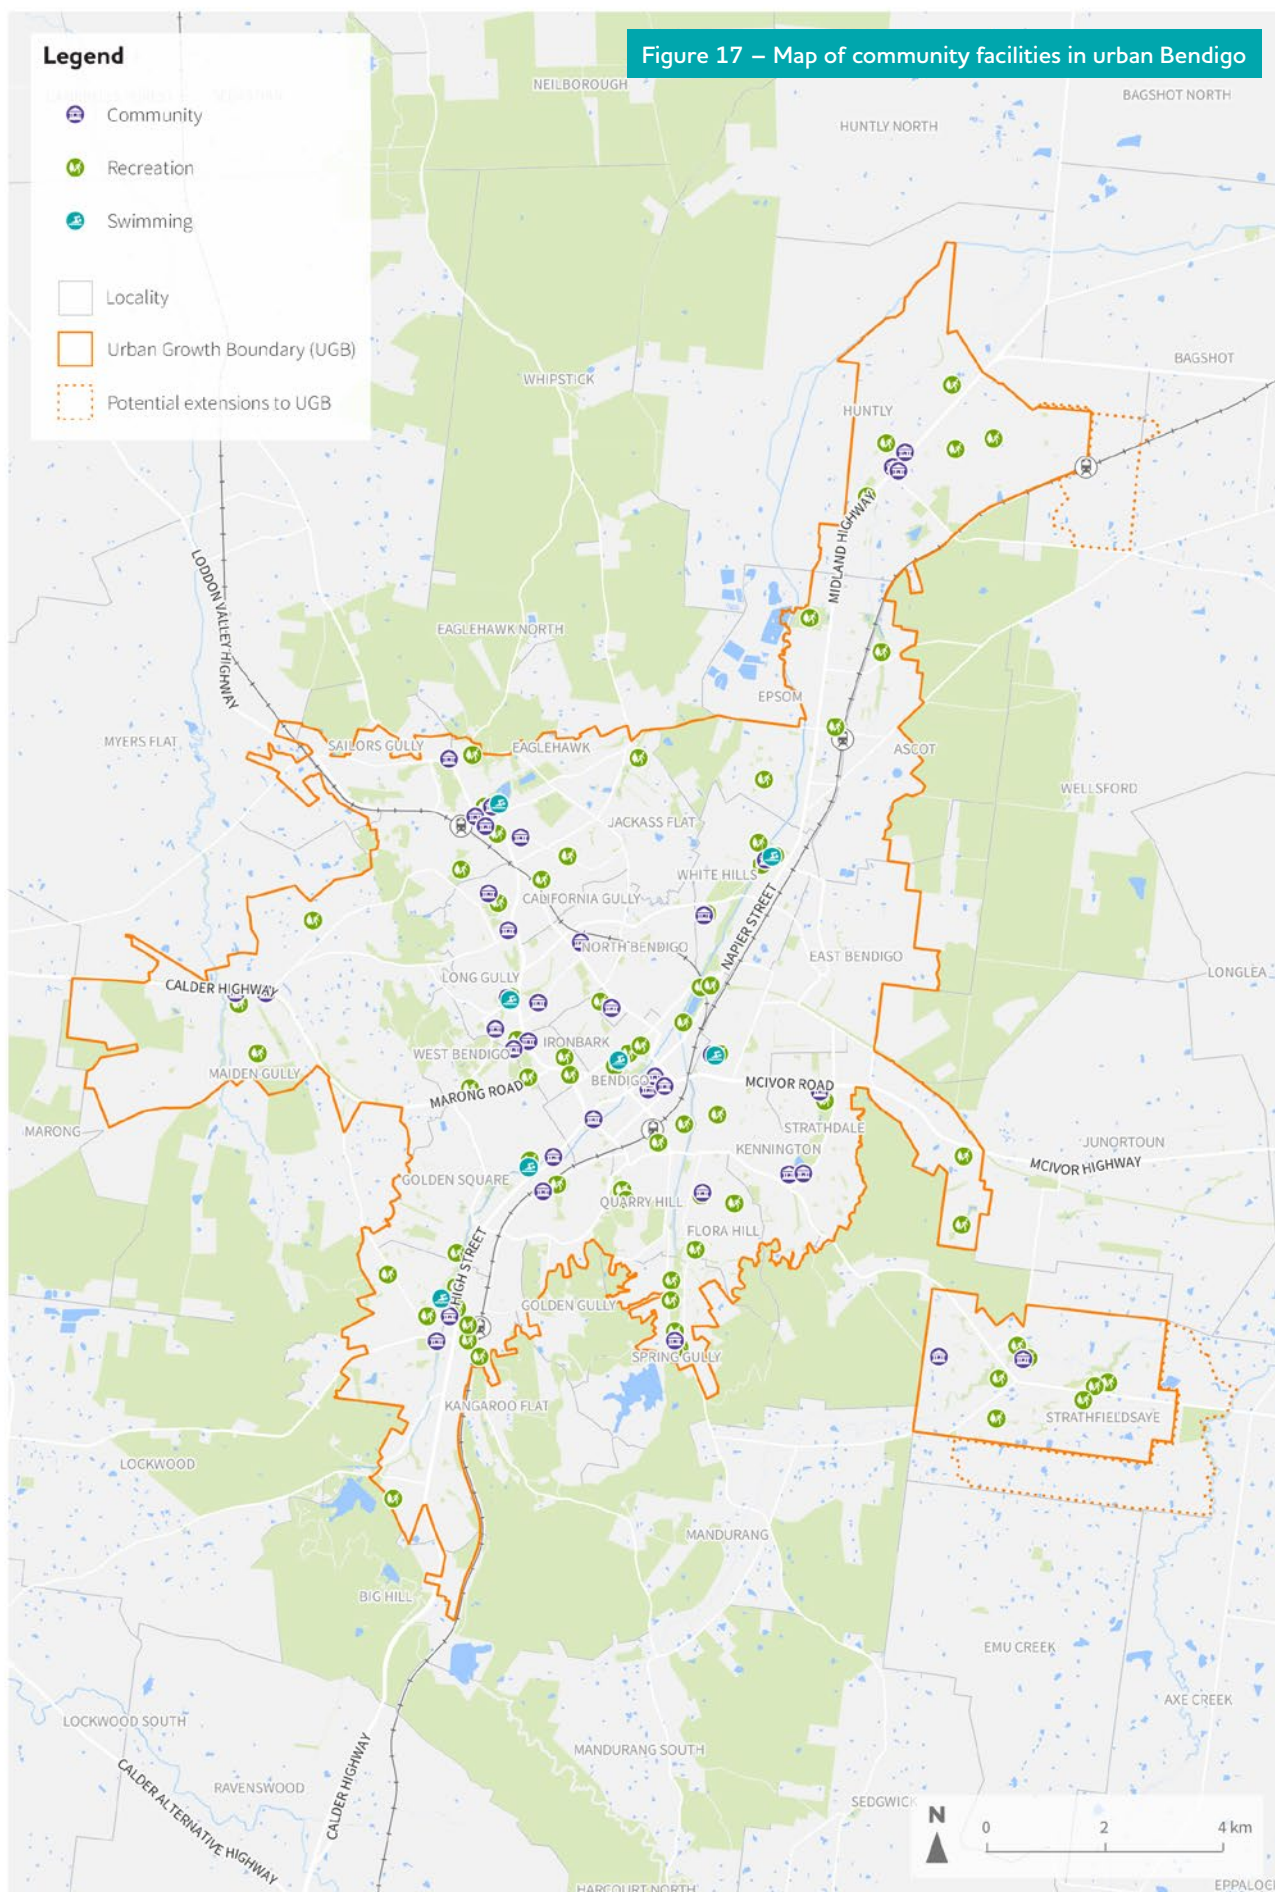 Figure 17 – Map of community facilities in urban Bendigo
Legend
Community
Recreation
Swimming
Locality
Urban Growth Boundary (UGB)
Potential extensions to UGB
NEILBOROUGH
BAGSHOT NORTH
HUNTLY NORTH
BAGSHOT
WHIPSTICK
HUNTLY
MIDLAND HIGHWAY
LODDON VALLEY HIGHWAY
EAGLEHAWK NORTH
EPSOM
MYERS FLAT
SAILORS GULLY
EAGLEHAWK
ASCOT
WELLSFORD
JACKASS FLAT
WHITE HILLS
CALIFORNIA GULLY
NAPIER STREET
NORTH BENDIGO
EAST BENDIGO
LONGLEA
LONG GULLY
CALDER HIGHWAY
WEST BENDIGO
IRONBARK
MAIDEN GULLY
BENDIGO
MCIVOR ROAD
MARONG ROAD
MARONG
STRATHDALE
JUNORTOUN
KENNINGTON
MCIVOR HIGHWAY
GOLDEN SQUARE
QUARRY HILL
FLORA HILL
HIGH STREET
GOLDEN GULLY
SPRING GULLY
KANGAROO FLAT
STRATHFIELDSAYE
LOCKWOOD
MANDURANG
BIG HILL
EMU CREEK
AXE CREEK
LOCKWOOD SOUTH
MANDURANG SOUTH
RAVENSWOOD
CALDER HIGHWAY
CALDER ALTERNATIVE HIGHWAY
SEDGWICK
N
0 2 4 km
HARCOURT NORTH
EPPALOC